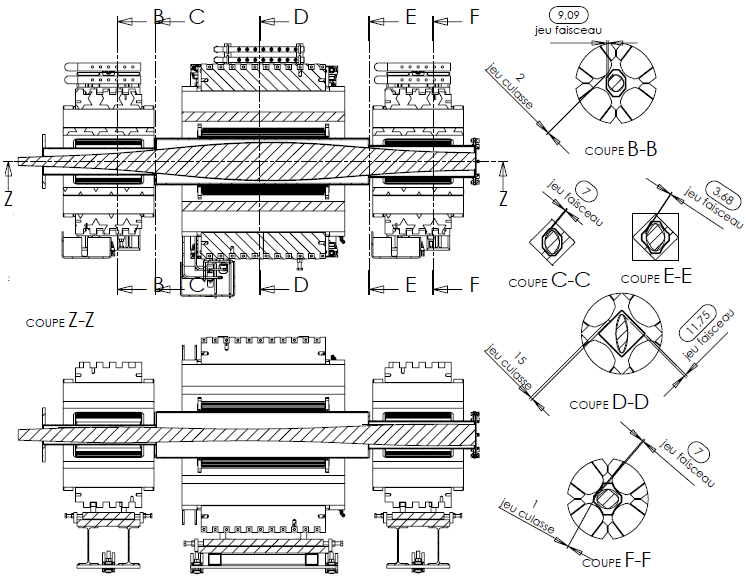 B
C
D
E
F
Z
Z
B
C
D
E
F
COUPE Z-Z
9,09
jeu faisceau
2
jeu culasse
COUPE B-B
7
jeu faisceau
COUPE C-C
3,68
jeu faisceau
COUPE E-E
15
jeu culasse
11,75
jeu faisceau
COUPE D-D
7
jeu faisceau
1
jeu culasse
COUPE F-F